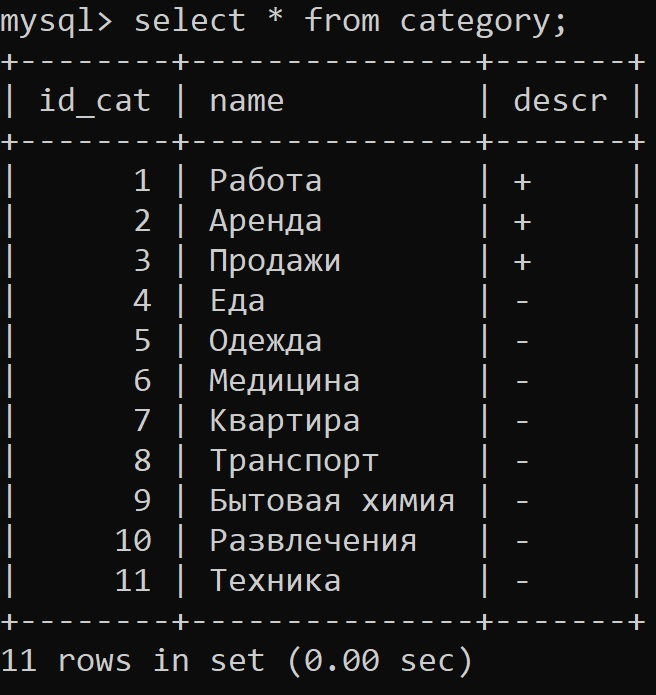 mysql> select * from category;
+--------+---------------+-------+
| id_cat | name          | descr |
+--------+---------------+-------+
|      1 | Работа        | +     |
|      2 | Аренда        | +     |
|      3 | Продажи       | +     |
|      4 | Еда           | -     |
|      5 | Одежда        | -     |
|      6 | Медицина      | -     |
|      7 | Квартира      | -     |
|      8 | Транспорт     | -     |
|      9 | Бытовая химия | -     |
|     10 | Развлечения   | -     |
|     11 | Техника       | -     |
+--------+---------------+-------+
11 rows in set (0.00 sec)